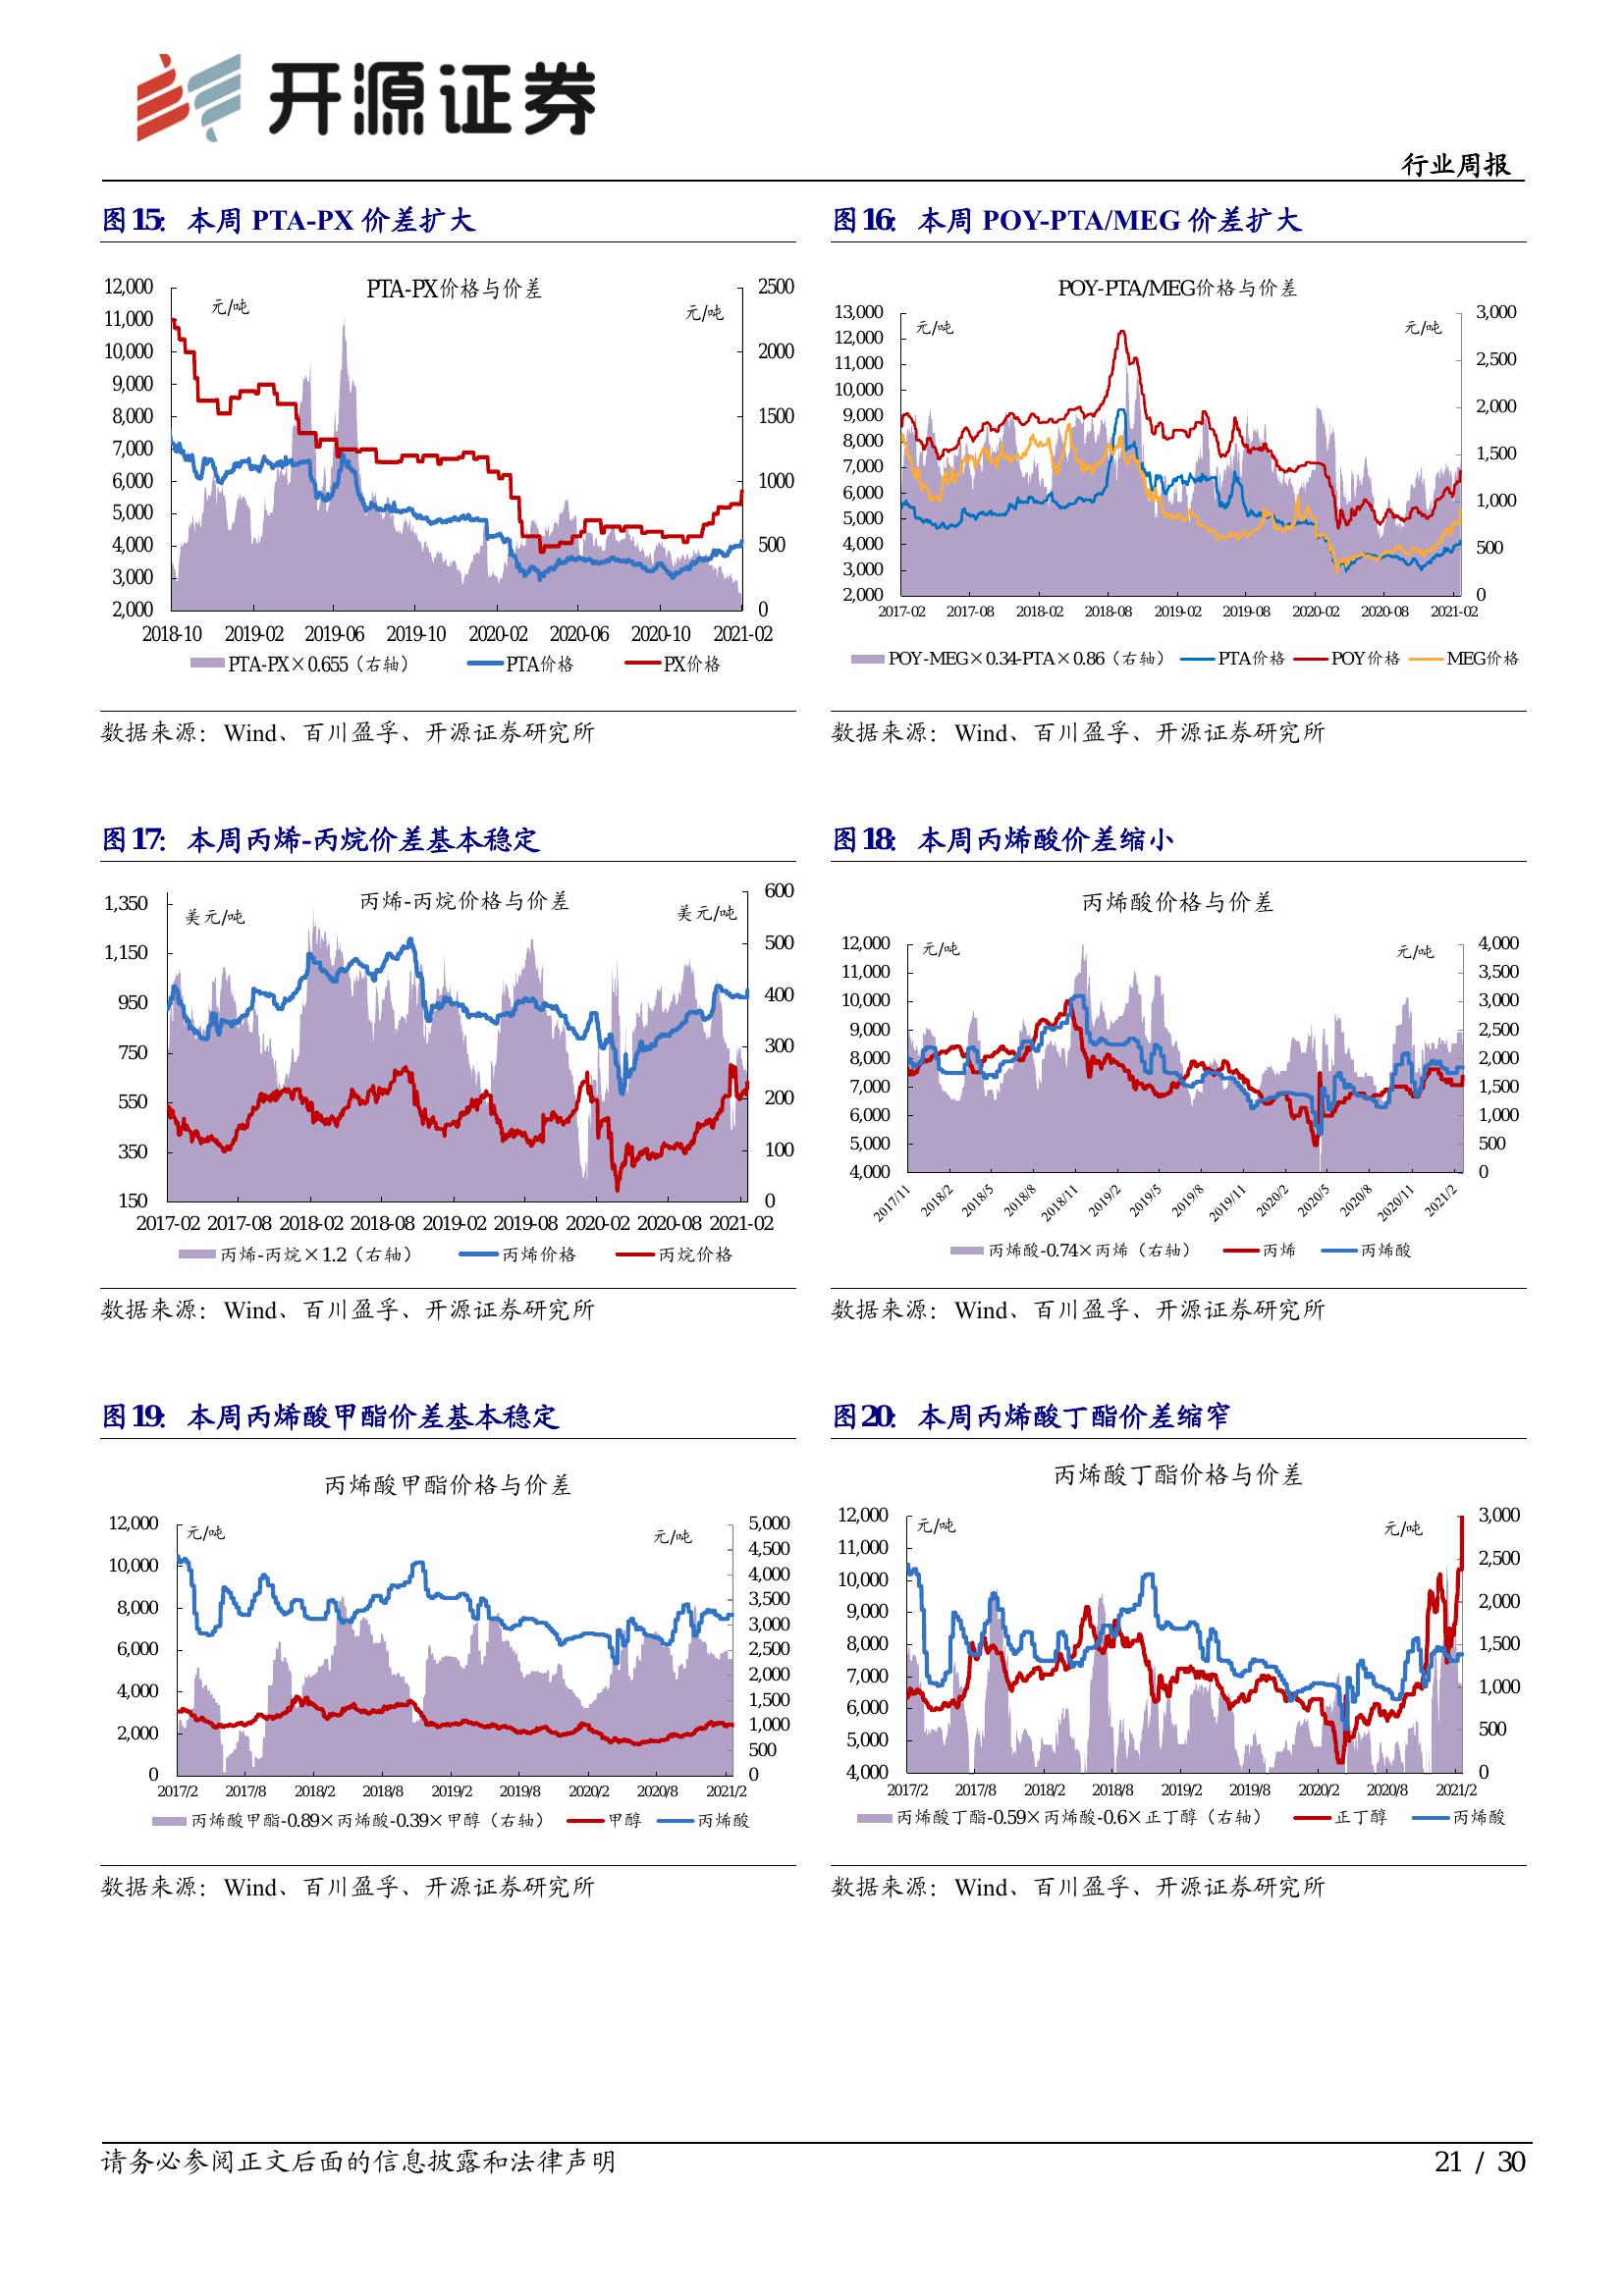 开源证券
行业周报
图15： 本周 PTA-PX 价差扩大
PTA-PX价格与价差
元/吨
元/吨
12,000
11,000
10,000
9,000
8,000
7,000
6,000
5,000
4,000
3,000
2,000
2500
2000
1500
1000
500
0
2018-10 2019-02 2019-06 2019-10 2020-02 2020-06 2020-10 2021-02
PTA-PX×0.655（右轴） PTA价格 PX价格
数据来源：Wind、百川盈孚、开源证券研究所
图16： 本周 POY-PTA/MEG 价差扩大
POY-PTA/MEG价格与价差
元/吨
元/吨
13,000
12,000
11,000
10,000
9,000
8,000
7,000
6,000
5,000
4,000
3,000
2,000
3,000
2,500
2,000
1,500
1,000
500
0
2017-02 2017-08 2018-02 2018-08 2019-02 2019-08 2020-02 2020-08 2021-02
POY-MEG×0.34-PTA×0.86（右轴） PTA价格 POY价格 MEG价格
数据来源：Wind、百川盈孚、开源证券研究所
图17： 本周丙烯-丙烷价差基本稳定
丙烯-丙烷价格与价差
美元/吨
美元/吨
1,350
1,150
950
750
550
350
150
600
500
400
300
200
100
0
2017-02 2017-08 2018-02 2018-08 2019-02 2019-08 2020-02 2020-08 2021-02
丙烯-丙烷×1.2（右轴） 丙烯价格 丙烷价格
数据来源：Wind、百川盈孚、开源证券研究所
图18： 本周丙烯酸价差缩小
丙烯酸价格与价差
元/吨
元/吨
12,000
11,000
10,000
9,000
8,000
7,000
6,000
5,000
4,000
4,000
3,500
3,000
2,500
2,000
1,500
1,000
500
0
2017/11 2018/2 2018/5 2018/8 2018/11 2019/2 2019/5 2019/8 2019/11 2020/2 2020/5 2020/8 2020/11 2021/2
丙烯酸-0.74×丙烯（右轴） 丙烯 丙烯酸
数据来源：Wind、百川盈孚、开源证券研究所
图19： 本周丙烯酸甲酯价差基本稳定
丙烯酸甲酯价格与价差
元/吨
元/吨
12,000
10,000
8,000
6,000
4,000
2,000
0
5,000
4,500
4,000
3,500
3,000
2,500
2,000
1,500
1,000
500
0
2017/2 2017/8 2018/2 2018/8 2019/2 2019/8 2020/2 2020/8 2021/2
丙烯酸甲酯-0.89×丙烯酸-0.39×甲醇（右轴） 甲醇 丙烯酸
数据来源：Wind、百川盈孚、开源证券研究所
图20： 本周丙烯酸丁酯价差缩窄
丙烯酸丁酯价格与价差
元/吨
元/吨
12,000
11,000
10,000
9,000
8,000
7,000
6,000
5,000
4,000
3,000
2,500
2,000
1,500
1,000
500
0
2017/2 2017/8 2018/2 2018/8 2019/2 2019/8 2020/2 2020/8 2021/2
丙烯酸丁酯-0.59×丙烯酸-0.6×正丁醇（右轴） 正丁醇 丙烯酸
数据来源：Wind、百川盈孚、开源证券研究所
请务必参阅正文后面的信息披露和法律声明
21 / 30